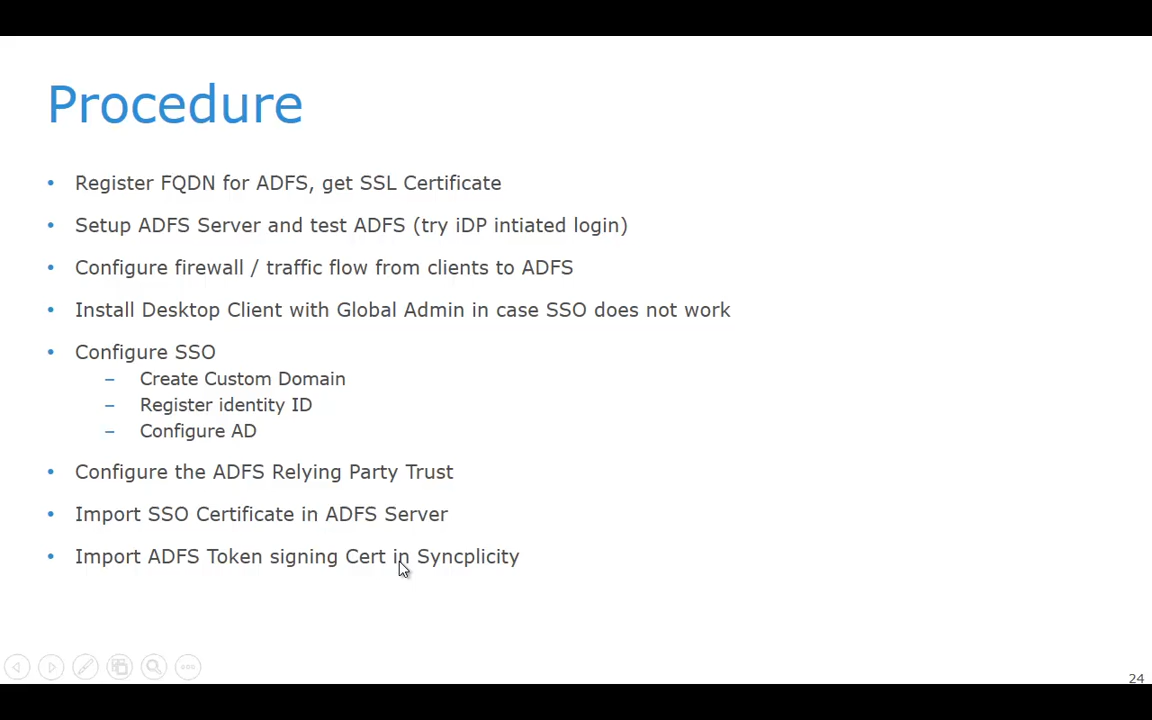 Procedure
• Register FQDN for ADFS, get SSL Certificate
• Setup ADFS Server and test ADFS (try iDP intiated login)
• Configure firewall / traffic flow from clients to ADFS
• Install Desktop Client with Global Admin in case SSO does not work
• Configure SSO
– Create Custom Domain
– Register identity ID
– Configure AD
• Configure the ADFS Relying Party Trust
• Import SSO Certificate in ADFS Server
• Import ADFS Token signing Cert in Syncplicity
24